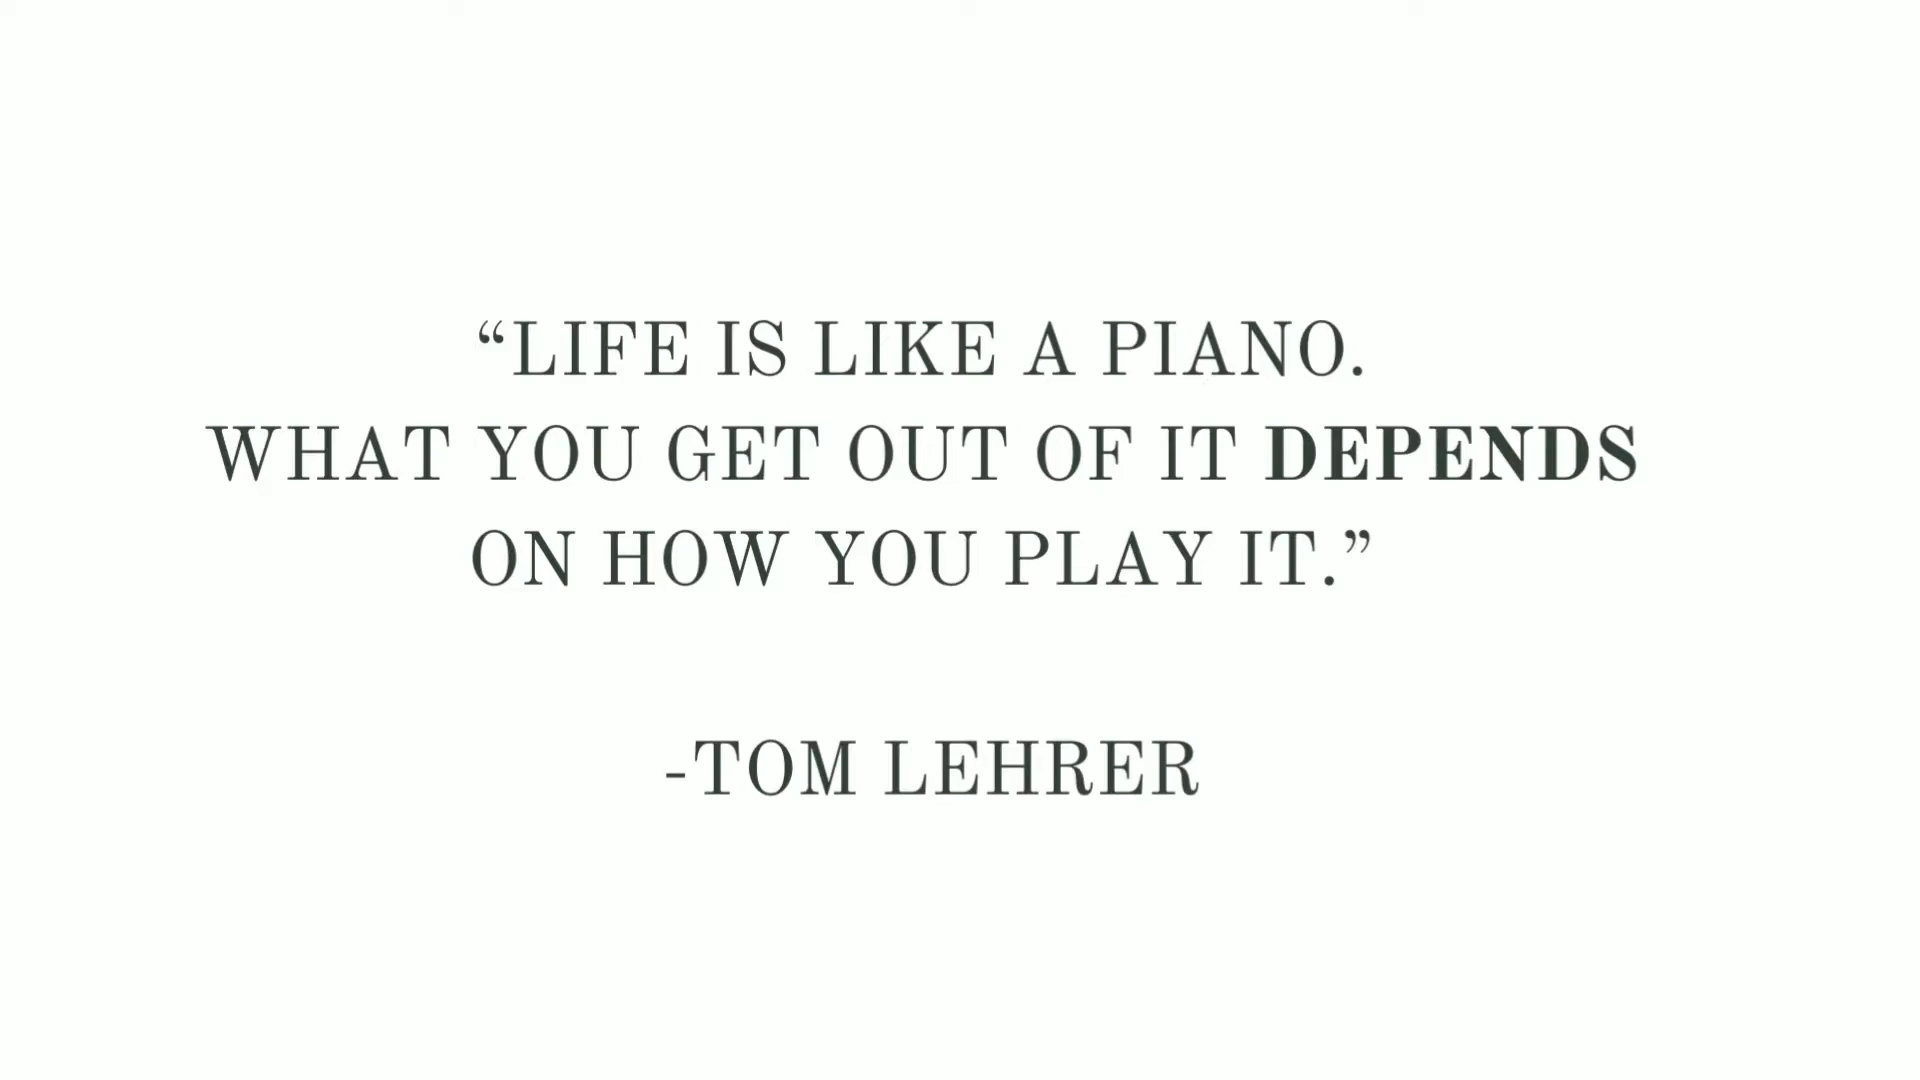 “LIFE IS LIKE A PIANO.
WHAT YOU GET OUT OF IT DEPENDS
ON HOW YOU PLAY IT.”
-TOM LEHRER